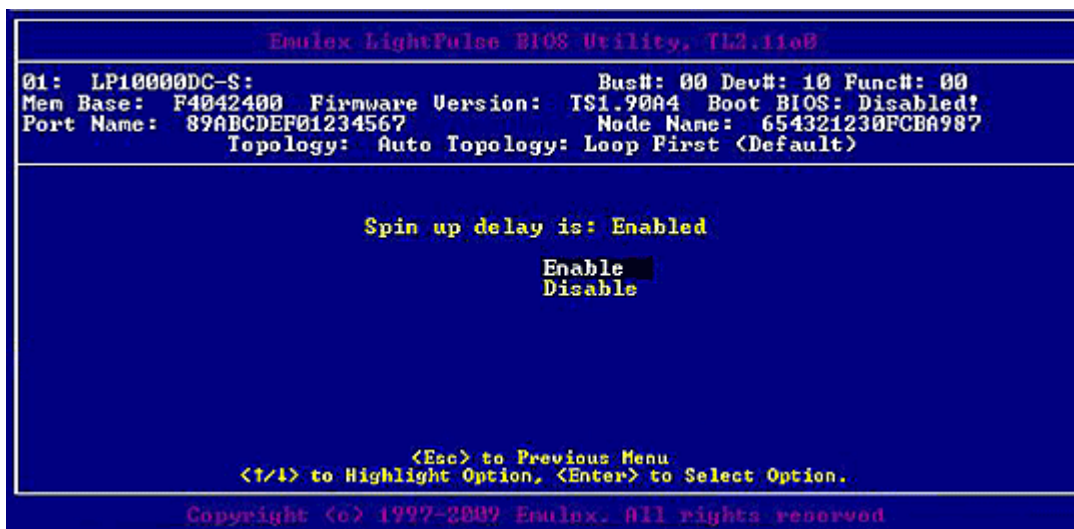 Emulex LightPulse BIOS Utility, TL2.11a0
01: LP10000DC-S: Bus#: 00 Dev#: 10 Func#: 00
Mem Base: F4042400 Firmware Version: TS1.90A4 Boot BIOS: Disabled!
Port Name: 89ABCDEF01234567 Node Name: 654321230FCBA987
Topology: Auto Topology: Loop First <Default>
Spin up delay is: Enabled
Enable
Disable
<Esc> to Previous Menu
<↑/↓> to Highlight Option, <Enter> to Select Option.
Copyright <c> 1997-2009 Emulex. All rights reserved